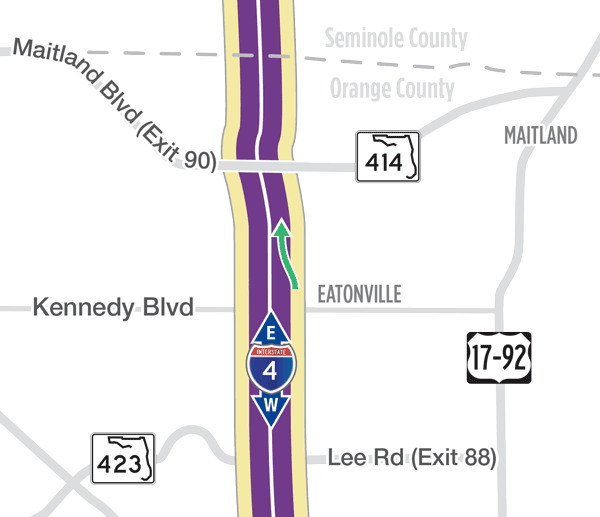 Seminole County
Maitland Blvd (Exit 90)
Orange County
MAITLAND
414
EATONVILLE
Kennedy Blvd
E
INTERSTATE
4
W
17-92
Lee Rd (Exit 88)
423